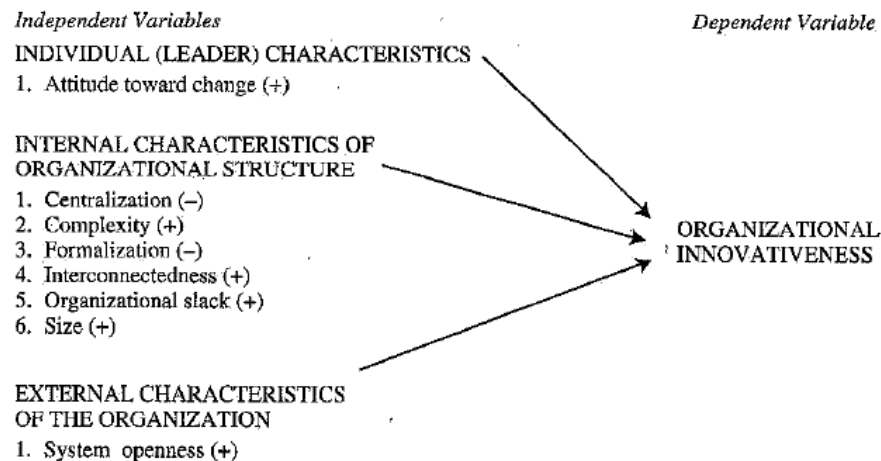 Independent Variables
Dependent Variable
INDIVIDUAL (LEADER) CHARACTERISTICS
1. Attitude toward change (+)
INTERNAL CHARACTERISTICS OF
ORGANIZATIONAL STRUCTURE
1. Centralization (–)
2. Complexity (+)
3. Formalization (–)
4. Interconnectedness (+)
5. Organizational slack (+)
6. Size (+)
ORGANIZATIONAL
INNOVATIVENESS
EXTERNAL CHARACTERISTICS
OF THE ORGANIZATION
1. System openness (+)